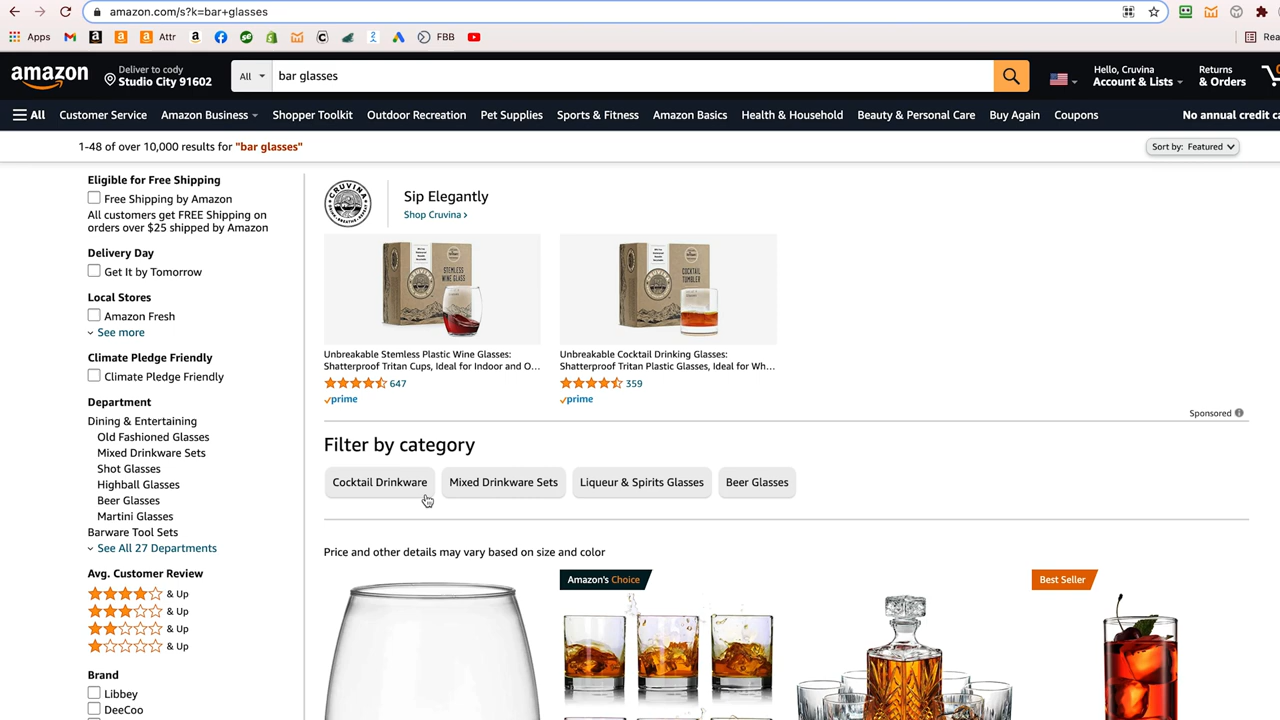 amazon.com/s?k=bar+glasses
Apps
Attr
FBB
Rea
amazon
Deliver to cody
Studio City 91602
All
bar glasses
Hello, Cruvina
Account & Lists
Returns
& Orders
All
Customer Service
Amazon Business
Shopper Toolkit
Outdoor Recreation
Pet Supplies
Sports & Fitness
Amazon Basics
Health & Household
Beauty & Personal Care
Buy Again
Coupons
No annual credit ca
1-48 of over 10,000 results for "bar glasses"
Sort by: Featured
Eligible for Free Shipping
Free Shipping by Amazon
All customers get FREE Shipping on
orders over $25 shipped by Amazon
Delivery Day
Get It by Tomorrow
Local Stores
Amazon Fresh
See more
Climate Pledge Friendly
Climate Pledge Friendly
Department
Dining & Entertaining
Old Fashioned Glasses
Mixed Drinkware Sets
Shot Glasses
Highball Glasses
Beer Glasses
Martini Glasses
Barware Tool Sets
See All 27 Departments
Avg. Customer Review
& Up
& Up
& Up
& Up
Brand
Libbey
DeeCoo
CRUVINA
Sip Elegantly
Shop Cruvina ›
STEMLESS
WINE GLASS
COCKTAIL
TUMBLER
Unbreakable Stemless Plastic Wine Glasses:
Shatterproof Tritan Cups, Ideal for Indoor and O...
647
prime
Unbreakable Cocktail Drinking Glasses:
Shatterproof Tritan Plastic Glasses, Ideal for Wh...
359
prime
Sponsored
Filter by category
Cocktail Drinkware
Mixed Drinkware Sets
Liqueur & Spirits Glasses
Beer Glasses
Price and other details may vary based on size and color
Amazon's Choice
Best Seller